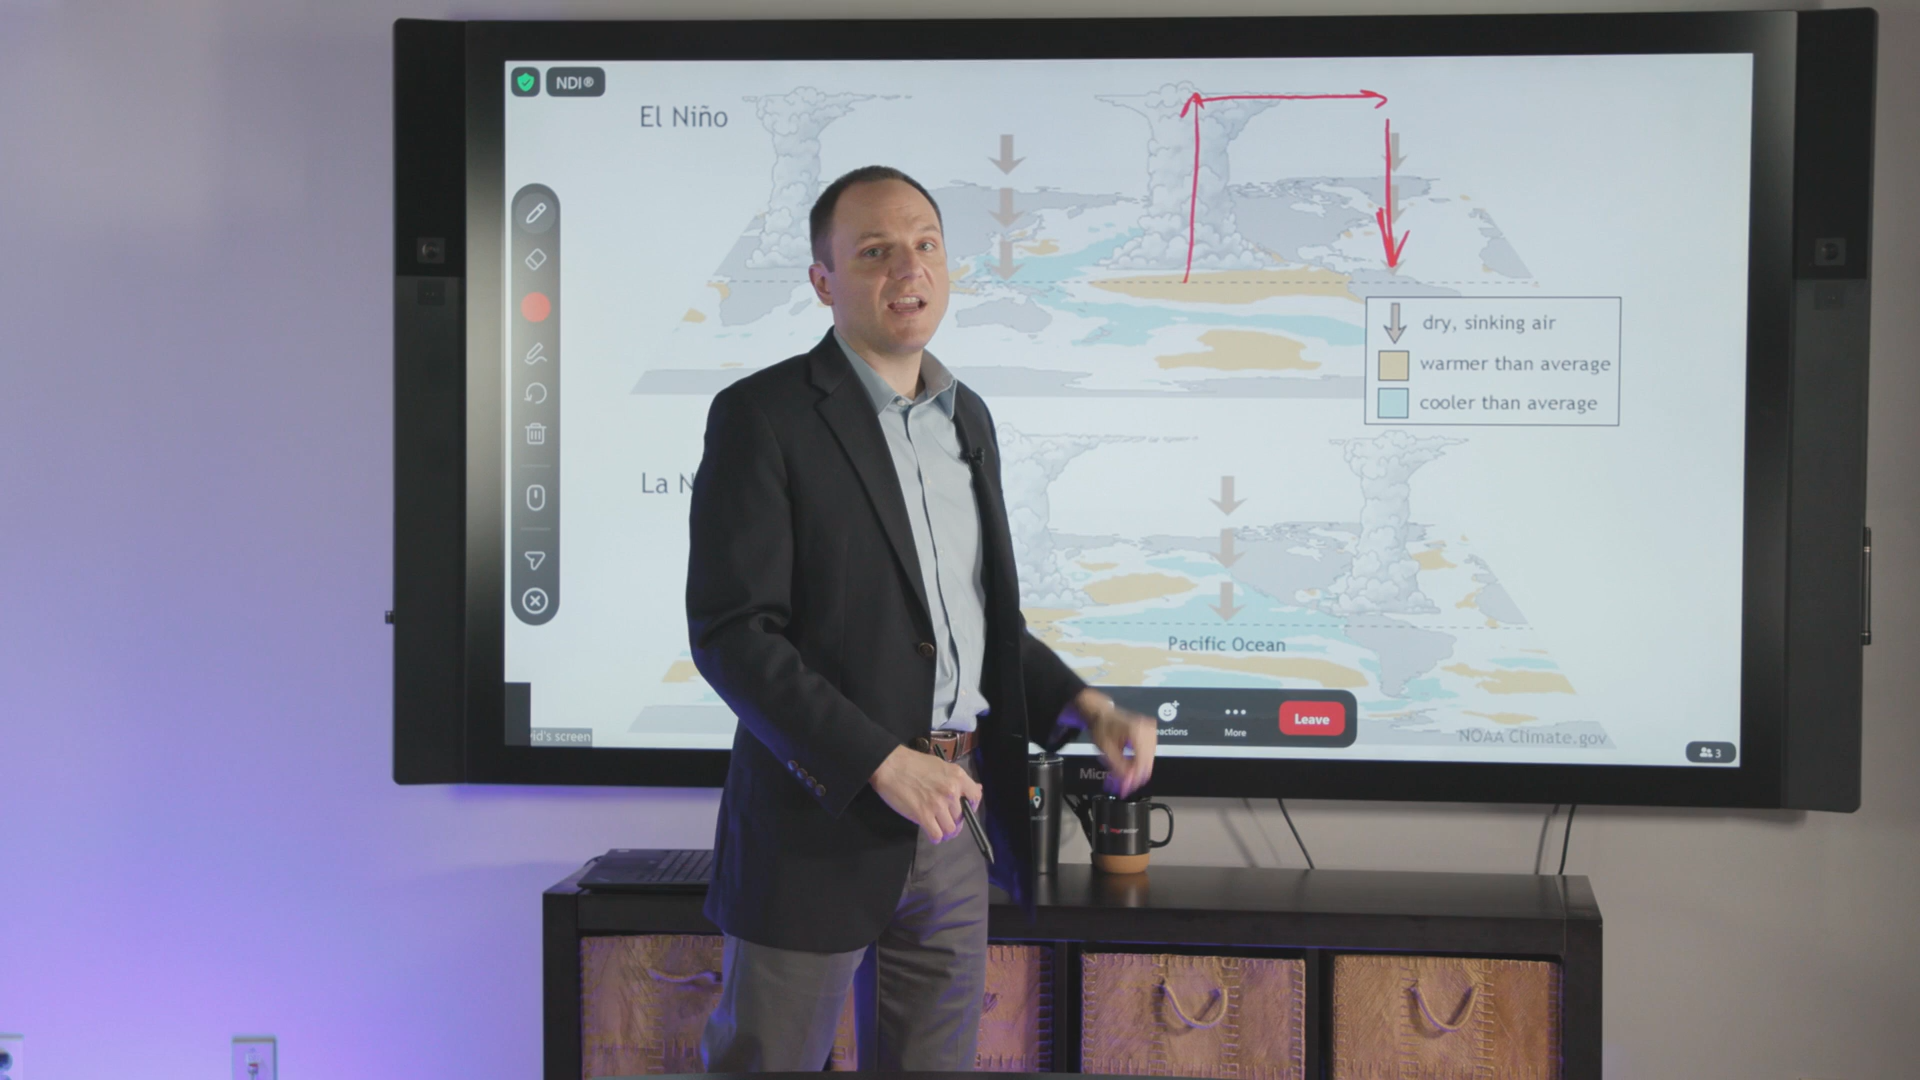 NDI®
El Niño
dry, sinking air
warmer than average
cooler than average
La
Pacific Ocean
More
Leave
screen
NOAA Climate.gov
3